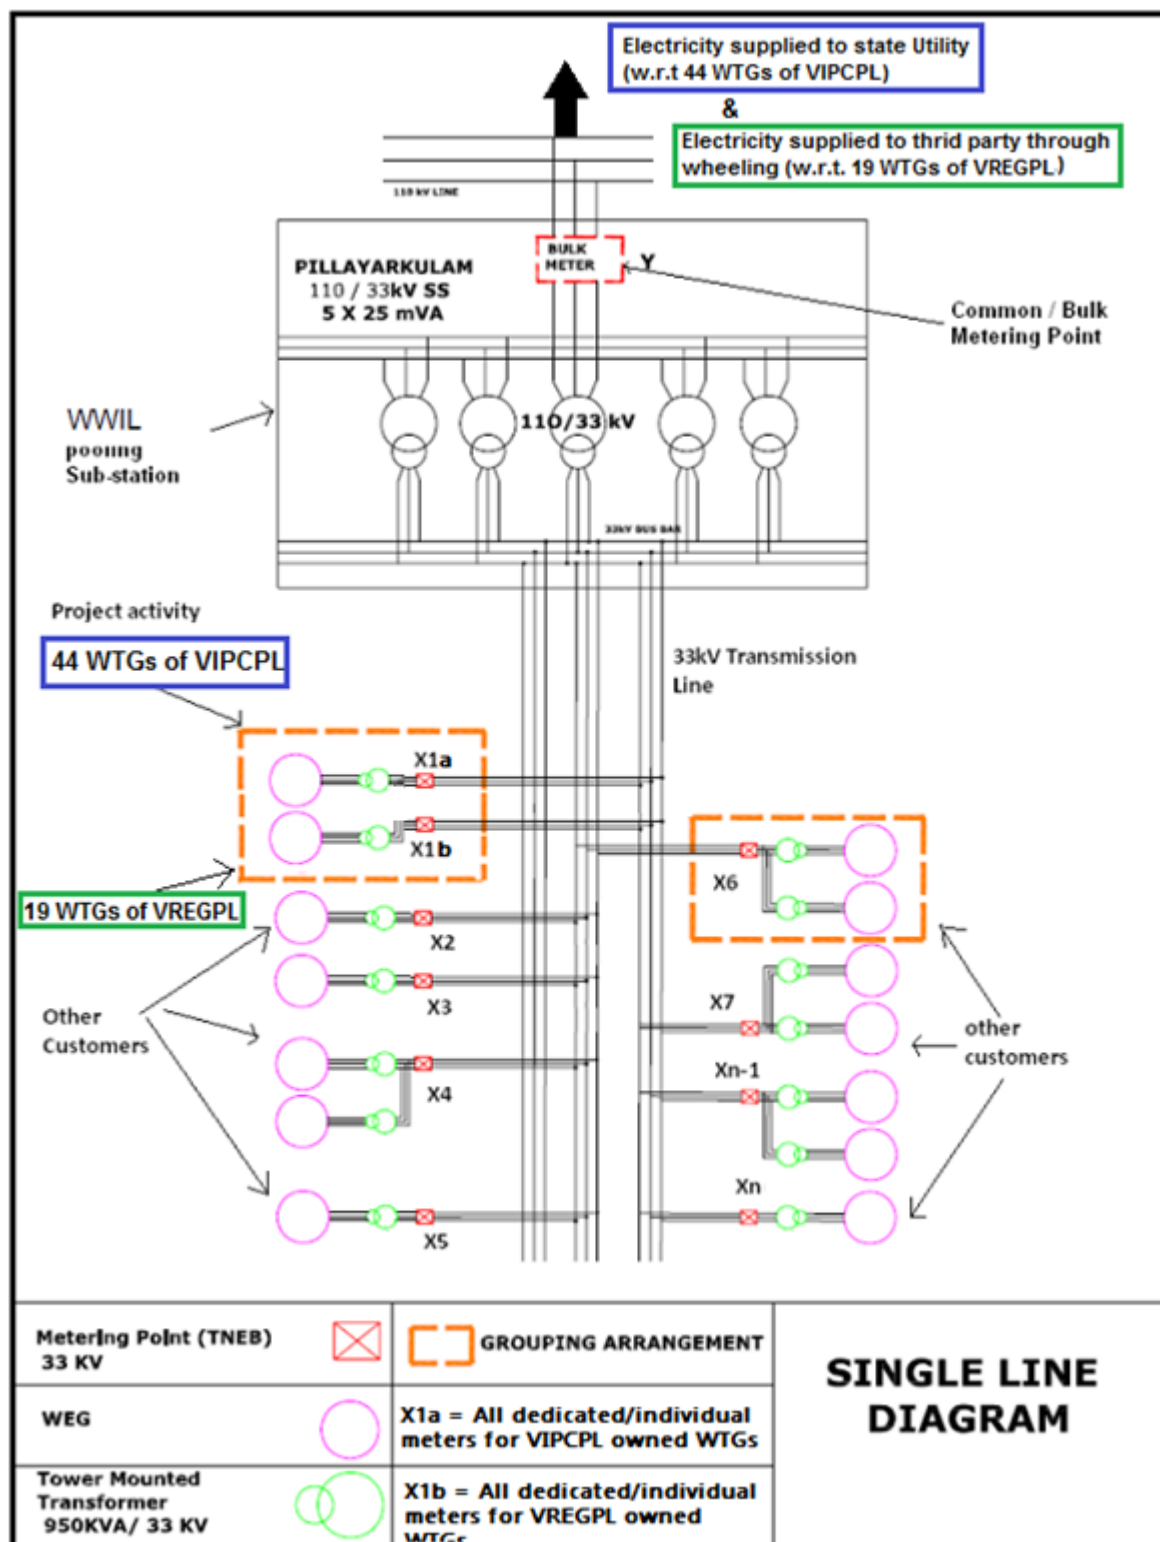 Electricity supplied to state Utility
(w.r.t 44 WTGs of VIPCPL)
&
Electricity supplied to thrid party through
wheeling (w.r.t. 19 WTGs of VREGPL)
110 kV LINE
BULK
METER
Y
PILLAYARKULAM
110 / 33kV SS
5 X 25 mVA
Common / Bulk
Metering Point
WWIL
pooling
Sub-station
110/33 kV
33kV BUS BAR
Project activity
44 WTGs of VIPCPL
33kV Transmission
Line
X1a
X1b
X6
19 WTGs of VREGPL
X2
X3
X7
Other
Customers
other
customers
Xn-1
X4
Xn
X5
Metering Point (TNEB)
33 KV
GROUPING ARRANGEMENT
SINGLE LINE
DIAGRAM
WEG
X1a = All dedicated/individual
meters for VIPCPL owned WTGs
Tower Mounted
Transformer
950KVA/ 33 KV
X1b = All dedicated/individual
meters for VREGPL owned
WTGs